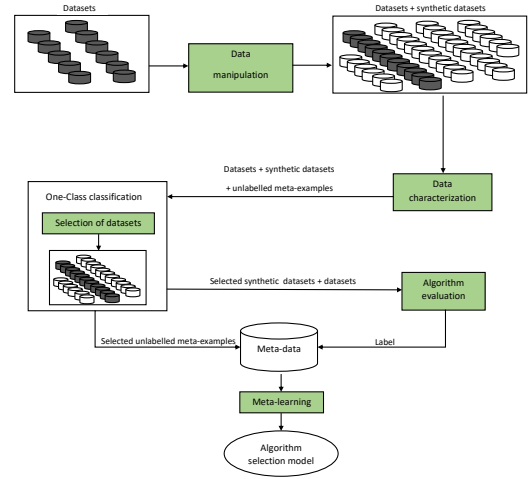 Datasets
Datasets + synthetic datasets
Data
manipulation
Datasets + synthetic datasets
+ unlabelled meta-examples
Data
characterization
One-Class classification
Selection of datasets
Selected synthetic datasets + datasets
Algorithm
evaluation
Selected unlabelled meta-examples
Meta-data
Label
Meta-learning
Algorithm
selection model